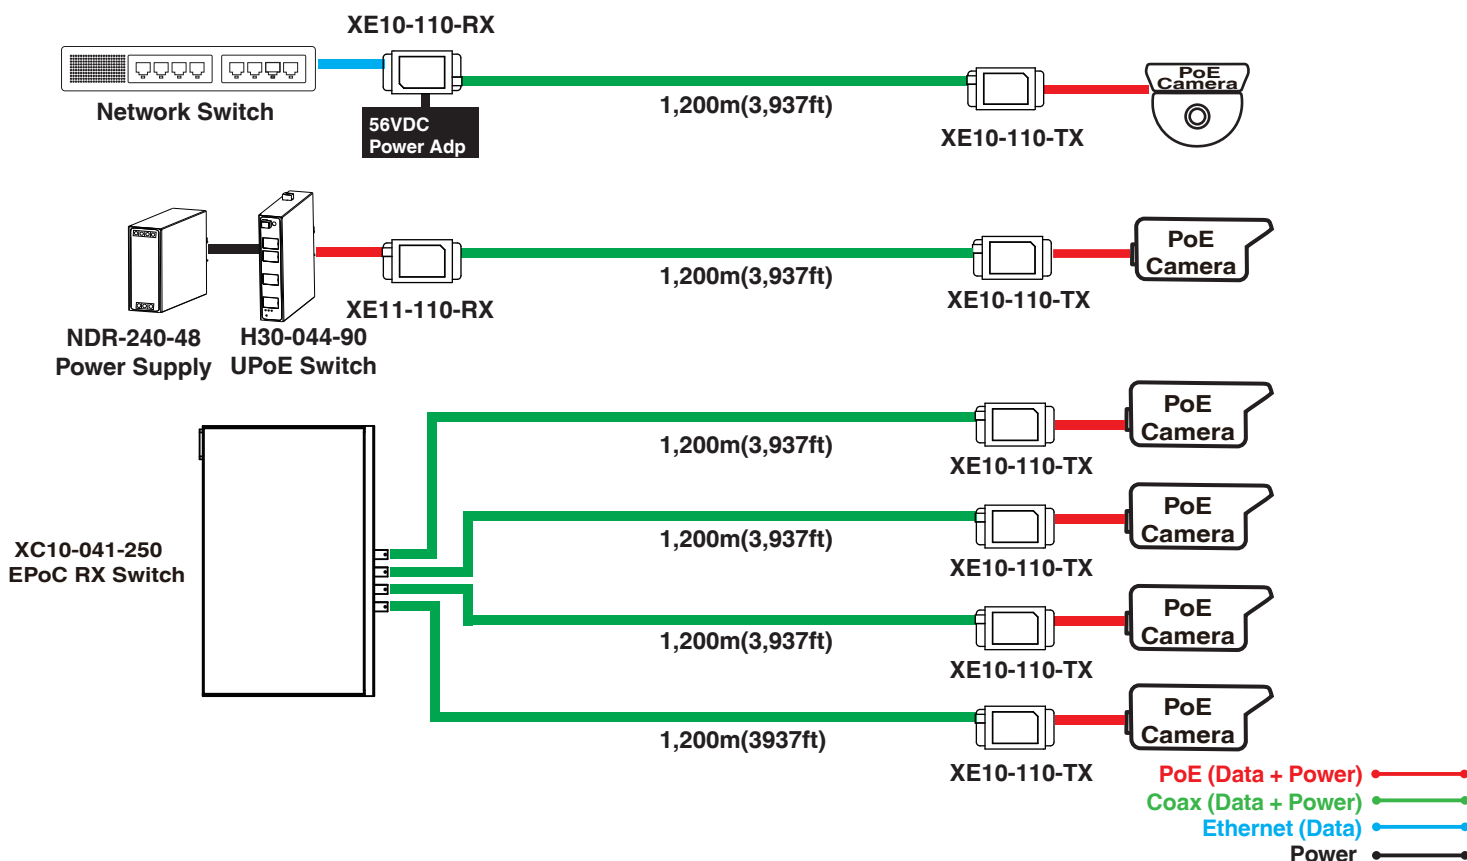 XE10-110-RX
Network Switch
56VDC
Power Adp
1,200m(3,937ft)
XE10-110-TX
PoE
Camera
NDR-240-48
Power Supply
H30-044-90
UPoE Switch
XE11-110-RX
1,200m(3,937ft)
XE10-110-TX
PoE
Camera
XC10-041-250
EPoC RX Switch
1,200m(3,937ft)
XE10-110-TX
PoE
Camera
1,200m(3,937ft)
XE10-110-TX
PoE
Camera
1,200m(3,937ft)
XE10-110-TX
PoE
Camera
1,200m(3937ft)
XE10-110-TX
PoE
Camera
PoE (Data + Power)
Coax (Data + Power)
Ethernet (Data)
Power